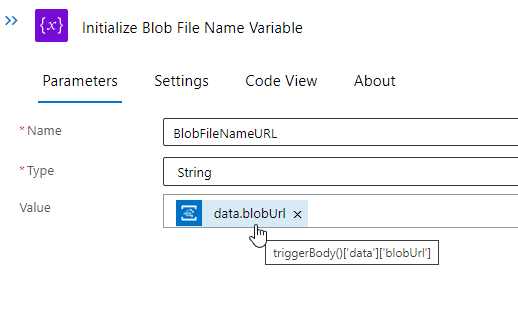 {x} Initialize Blob File Name Variable
Parameters Settings Code View About
* Name BlobFileNameURL
* Type String
Value data.blobUrl ×
triggerBody()['data']['blobUrl']